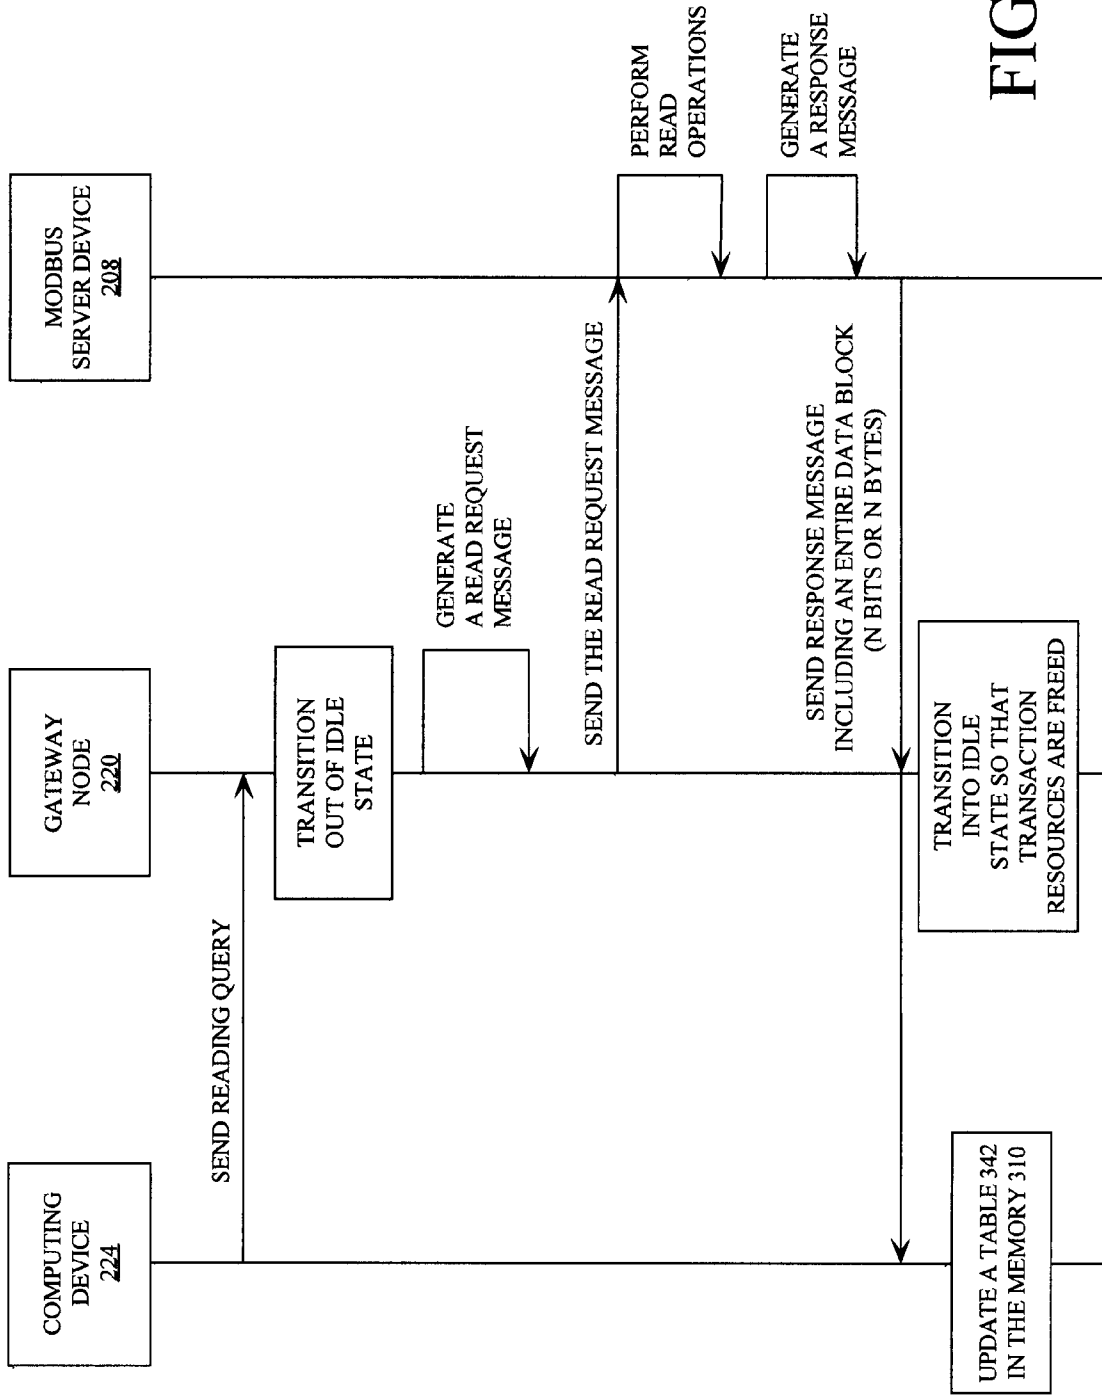 COMPUTING
DEVICE
224
GATEWAY
NODE
220
MODBUS
SERVER DEVICE
208
SEND READING QUERY
TRANSITION
OUT OF IDLE
STATE
GENERATE
A READ REQUEST
MESSAGE
SEND THE READ REQUEST MESSAGE
PERFORM
READ
OPERATIONS
GENERATE
A RESPONSE
MESSAGE
SEND RESPONSE MESSAGE
INCLUDING AN ENTIRE DATA BLOCK
(N BITS OR N BYTES)
TRANSITION
INTO IDLE
STATE SO THAT
TRANSACTION
RESOURCES ARE FREED
UPDATE A TABLE 342
IN THE MEMORY 310
FIG